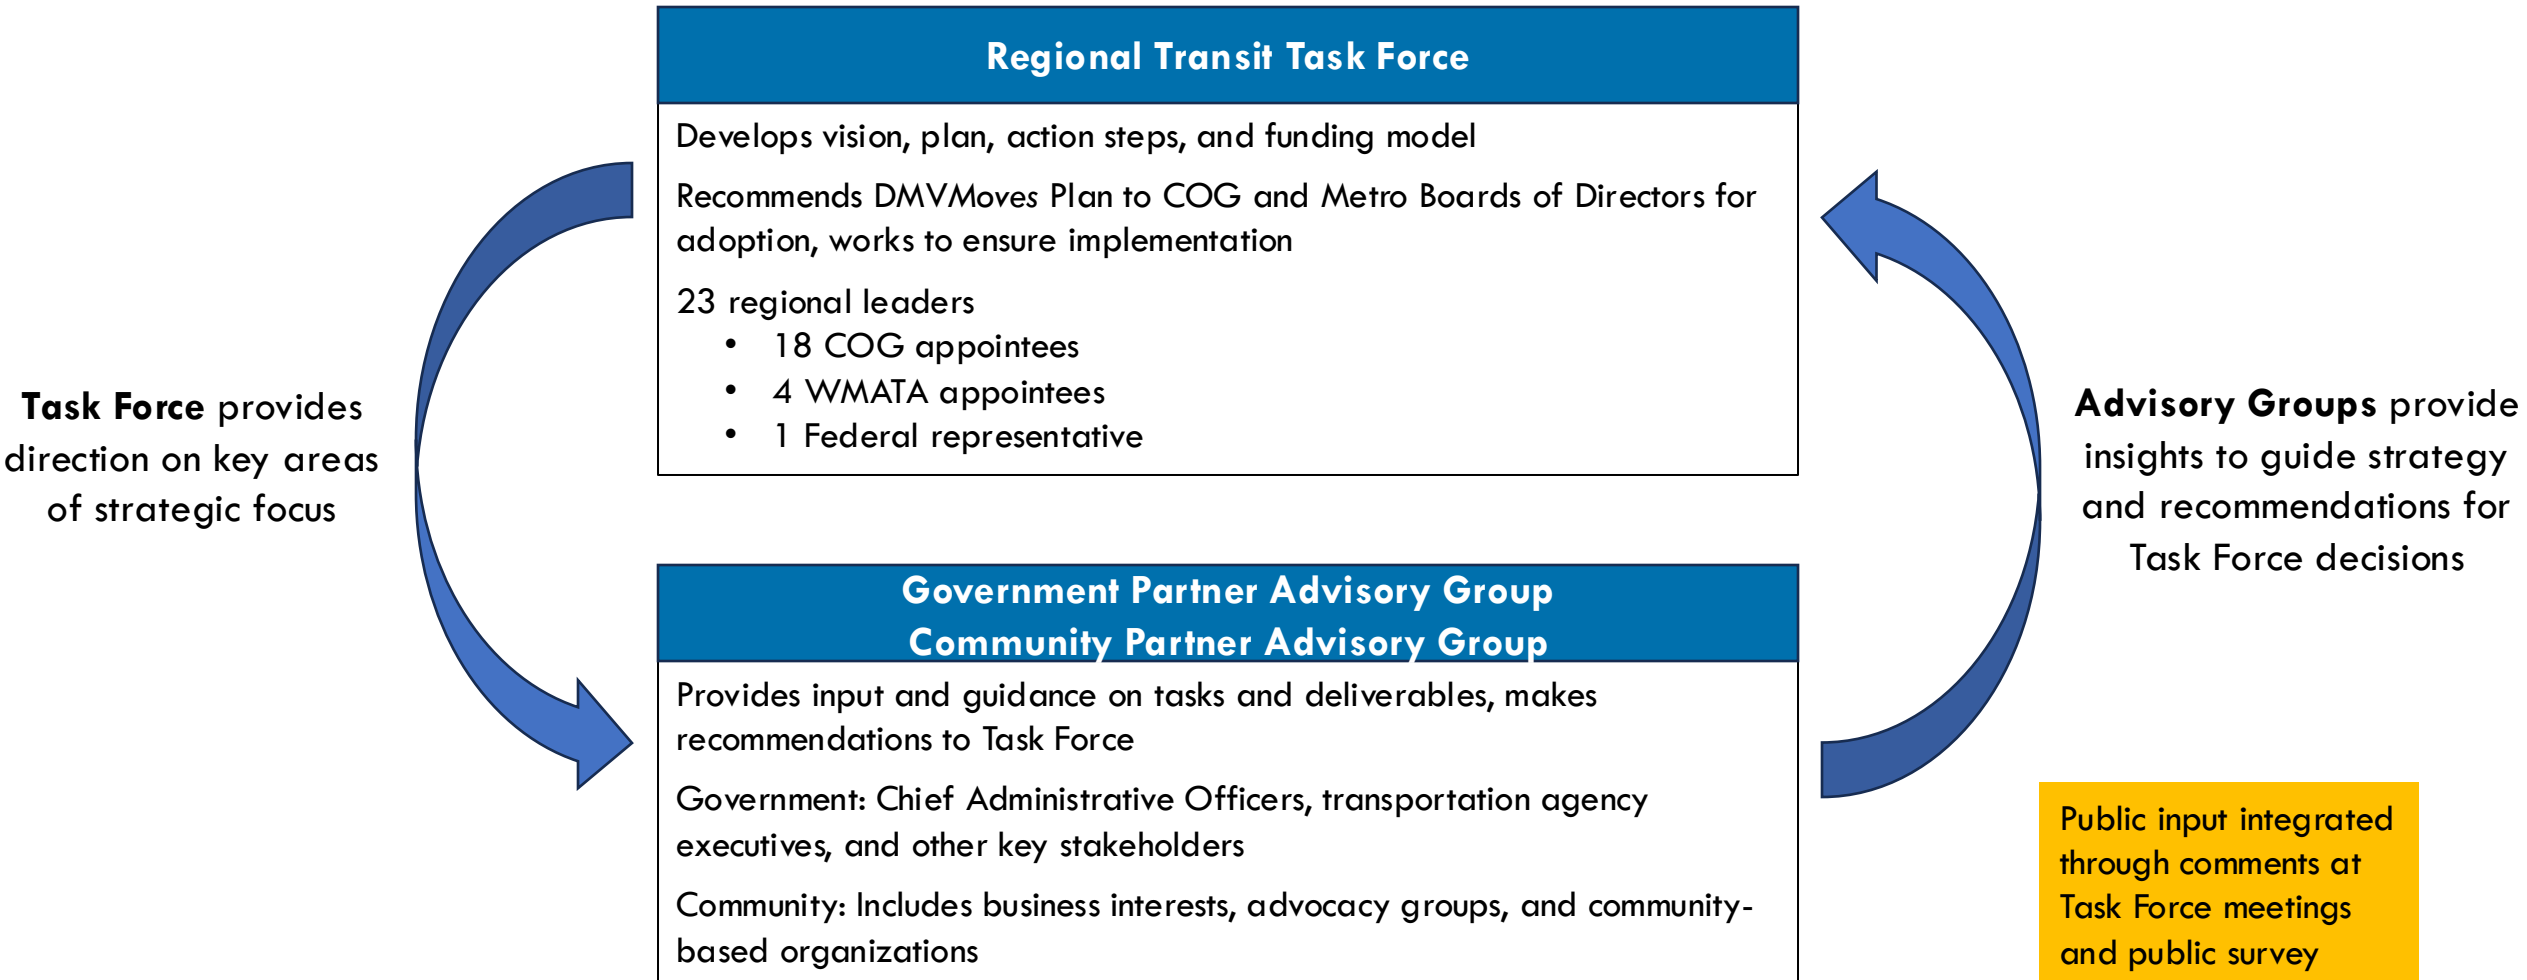 Regional Transit Task Force
Develops vision, plan, action steps, and funding model
Recommends DMVMoves Plan to COG and Metro Boards of Directors for
adoption, works to ensure implementation
23 regional leaders
• 18 COG appointees
• 4 WMATA appointees
• 1 Federal representative
Task Force provides
direction on key areas
of strategic focus
Advisory Groups provide
insights to guide strategy
and recommendations for
Task Force decisions
Government Partner Advisory Group
Community Partner Advisory Group
Provides input and guidance on tasks and deliverables, makes
recommendations to Task Force
Government: Chief Administrative Officers, transportation agency
executives, and other key stakeholders
Community: Includes business interests, advocacy groups, and community-
based organizations
Public input integrated
through comments at
Task Force meetings
and public survey